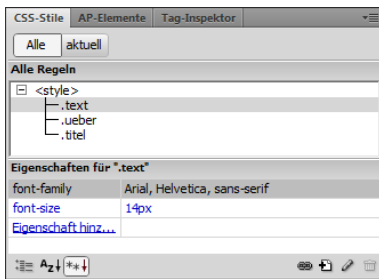 CSS-Stile AP-Elemente Tag-Inspektor
Alle aktuell
Alle Regeln
<style>
.text
.ueber
.titel
Eigenschaften für ".text"
font-family Arial, Helvetica, sans-serif
font-size 14px
Eigenschaft hinz...
Az↓ **↓